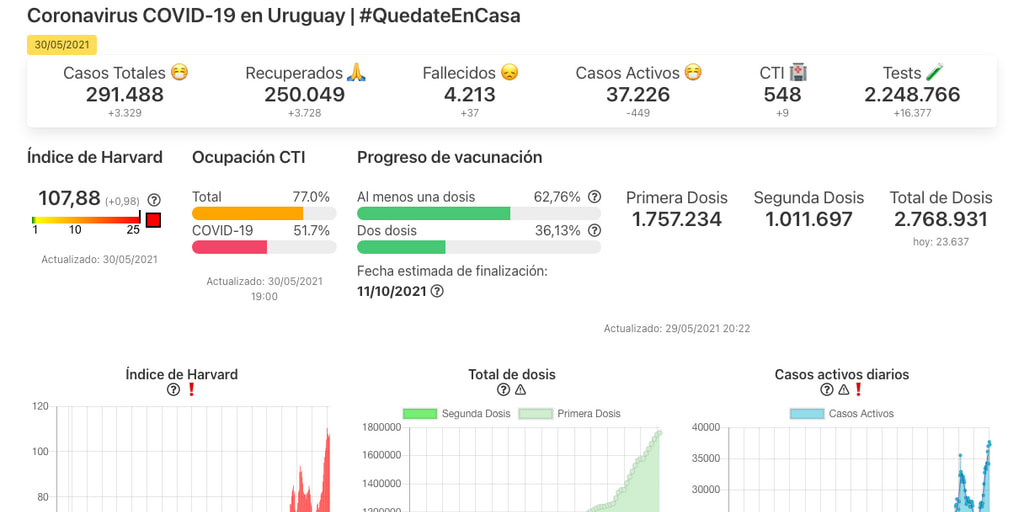 Coronavirus COVID-19 en Uruguay | #QuedateEnCasa
30/05/2021
Casos Totales 😷 Recuperados 🙏 Fallecidos 😞 Casos Activos 😷 CTI 🏥 Tests 🧪
291.488 250.049 4.213 37.226 548 2.248.766
+3.329 +3.728 +37 -449 +9 +16.377
Índice de Harvard Ocupación CTI Progreso de vacunación
107,88 (+0,98)
1 10 25
Actualizado: 30/05/2021
Total 77.0%
COVID-19 51.7%
Actualizado: 30/05/2021
19:00
Al menos una dosis 62,76%
Dos dosis 36,13%
Fecha estimada de finalización:
11/10/2021
Primera Dosis Segunda Dosis Total de Dosis
1.757.234 1.011.697 2.768.931
hoy: 23.637
Actualizado: 29/05/2021 20:22
Índice de Harvard
❗
120
100
80
Total de dosis
Segunda Dosis Primera Dosis
1800000
1600000
1400000
1200000
Casos activos diarios
❗
Casos Activos
40000
35000
30000